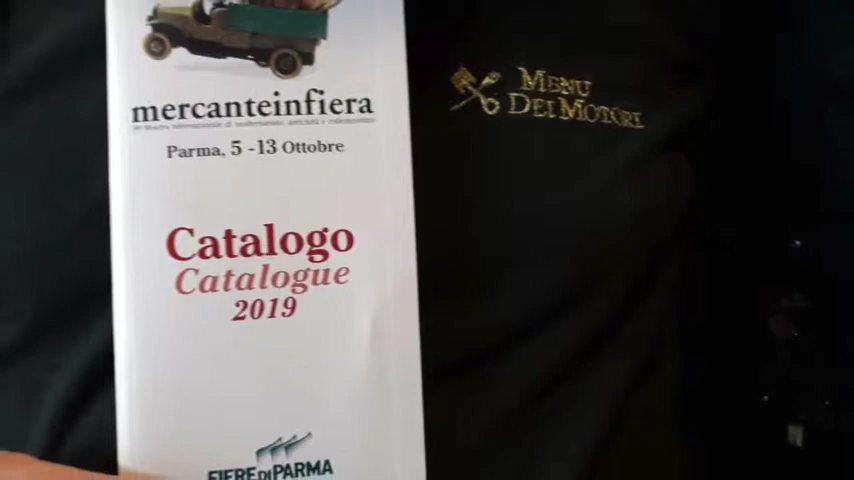 mercanteinfiera
Parma, 5 -13 Ottobre
Catalogo
Catalogue
2019
FIERE DI PARMA
MENU
DEI MOTORI